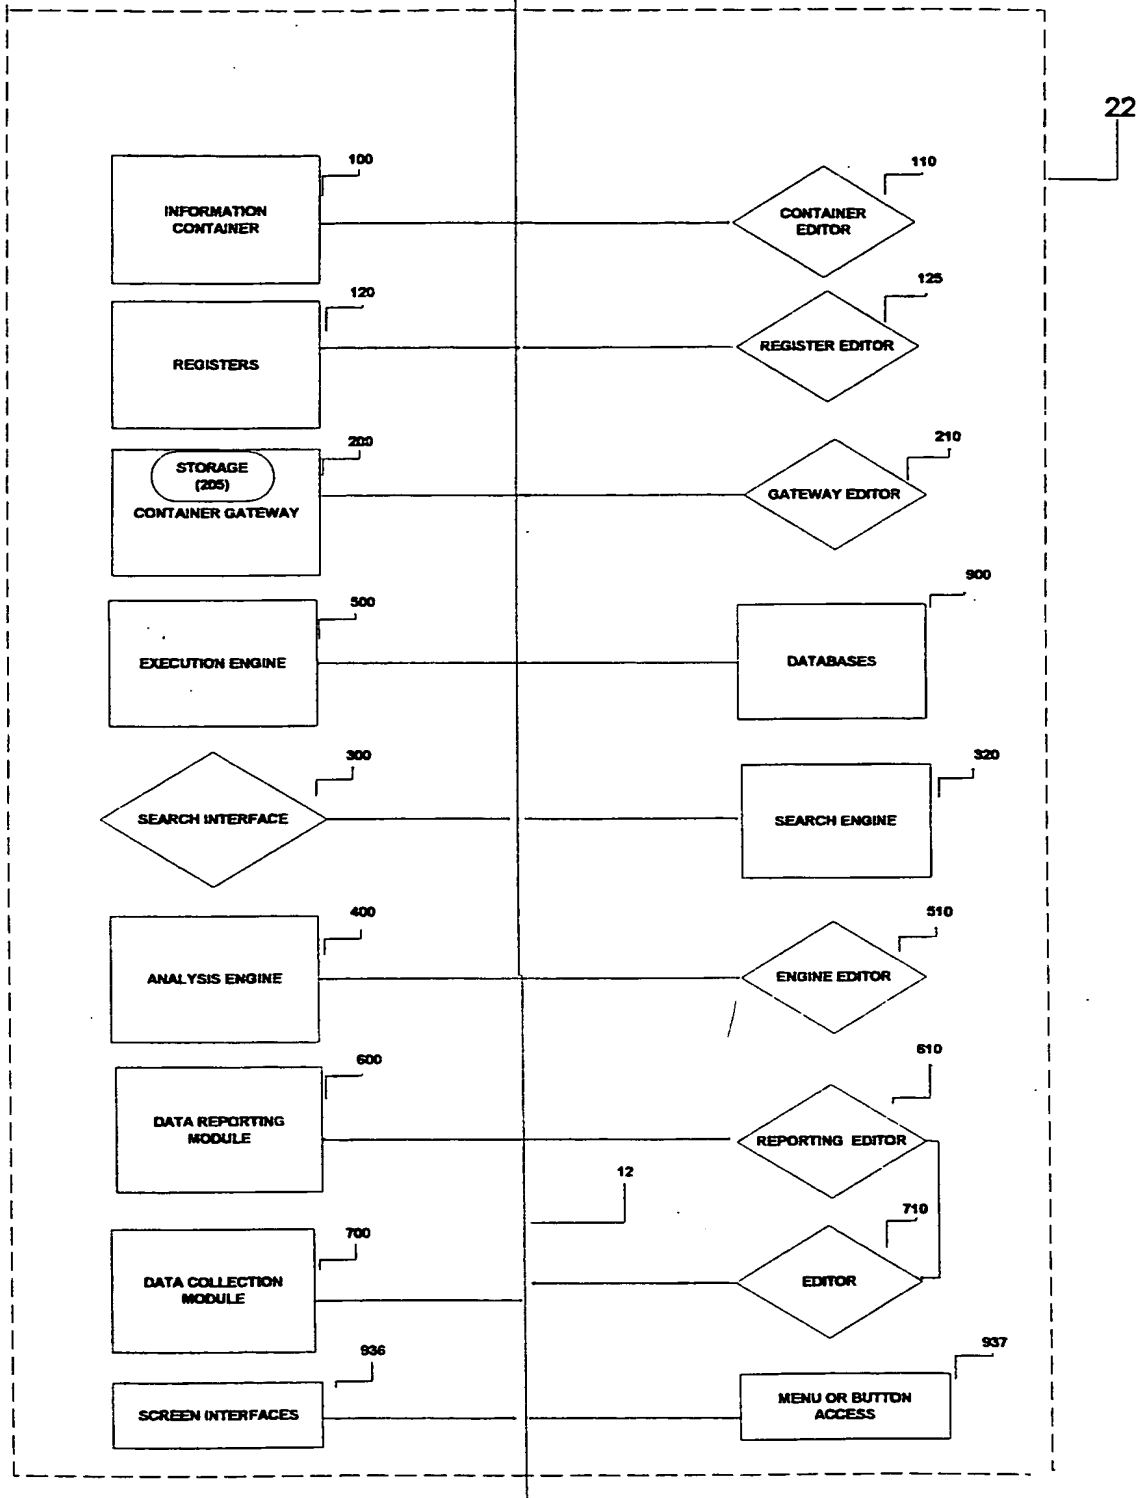 22
100
INFORMATION
CONTAINER
110
CONTAINER
EDITOR
120
REGISTERS
125
REGISTER EDITOR
200
STORAGE
(205)
CONTAINER GATEWAY
210
GATEWAY EDITOR
500
EXECUTION ENGINE
900
DATABASES
300
SEARCH INTERFACE
320
SEARCH ENGINE
400
ANALYSIS ENGINE
510
ENGINE EDITOR
600
DATA REPORTING
MODULE
610
REPORTING EDITOR
12
700
DATA COLLECTION
MODULE
710
EDITOR
936
SCREEN INTERFACES
937
MENU OR BUTTON
ACCESS